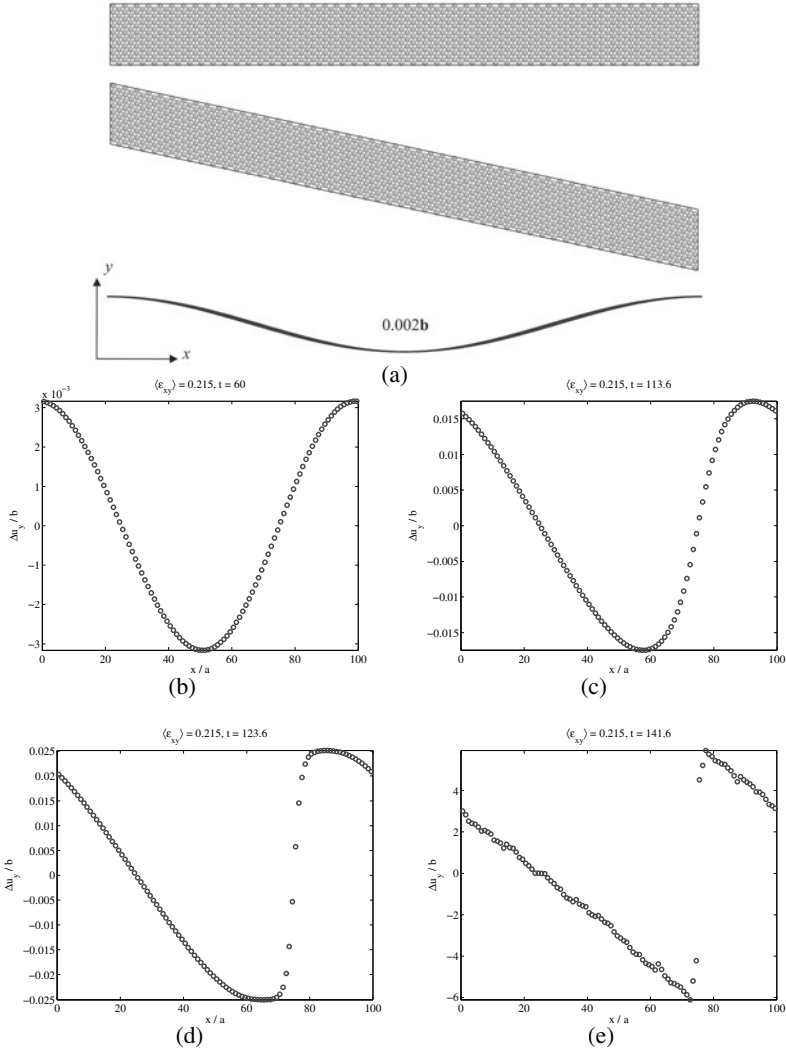 y
0.002b
x
(a)
x 10⁻³
⟨ε_xy⟩ = 0.215, t = 60
3
2
1
0
−1
−2
−3
Δu_y / b
0 20 40 60 80 100
x / a
(b)
⟨ε_xy⟩ = 0.215, t = 113.6
0.015
0.01
0.005
0
−0.005
−0.01
−0.015
Δu_y / b
0 20 40 60 80 100
x / a
(c)
⟨ε_xy⟩ = 0.215, t = 123.6
0.025
0.02
0.015
0.01
0.005
0
−0.005
−0.01
−0.015
−0.02
−0.025
Δu_y / b
0 20 40 60 80 100
x / a
(d)
⟨ε_xy⟩ = 0.215, t = 141.6
4
2
0
−2
−4
−6
Δu_y / b
0 20 40 60 80 100
x / a
(e)